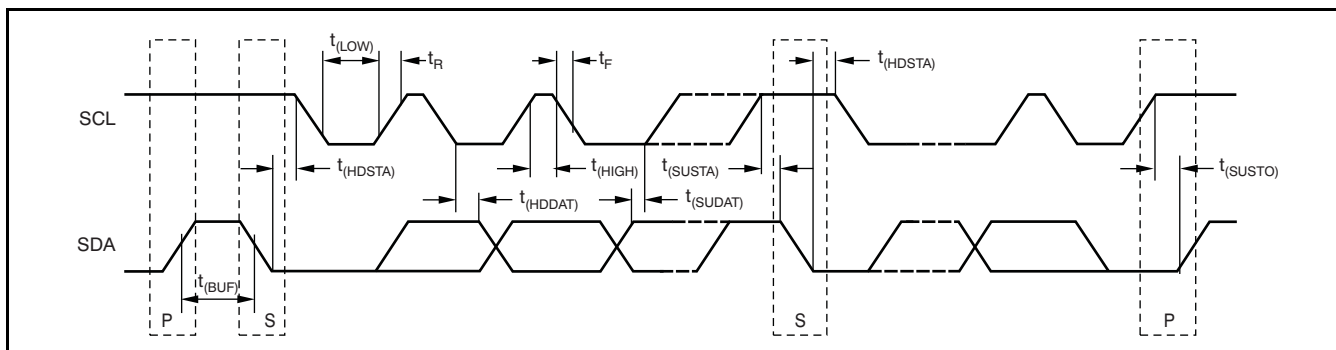 t(LOW)
tR
tF
t(HDSTA)
SCL
t(HDSTA)
t(HIGH)
t(SUSTA)
t(SUSTO)
t(HDDAT)
t(SUDAT)
SDA
t(BUF)
P
S
S
P